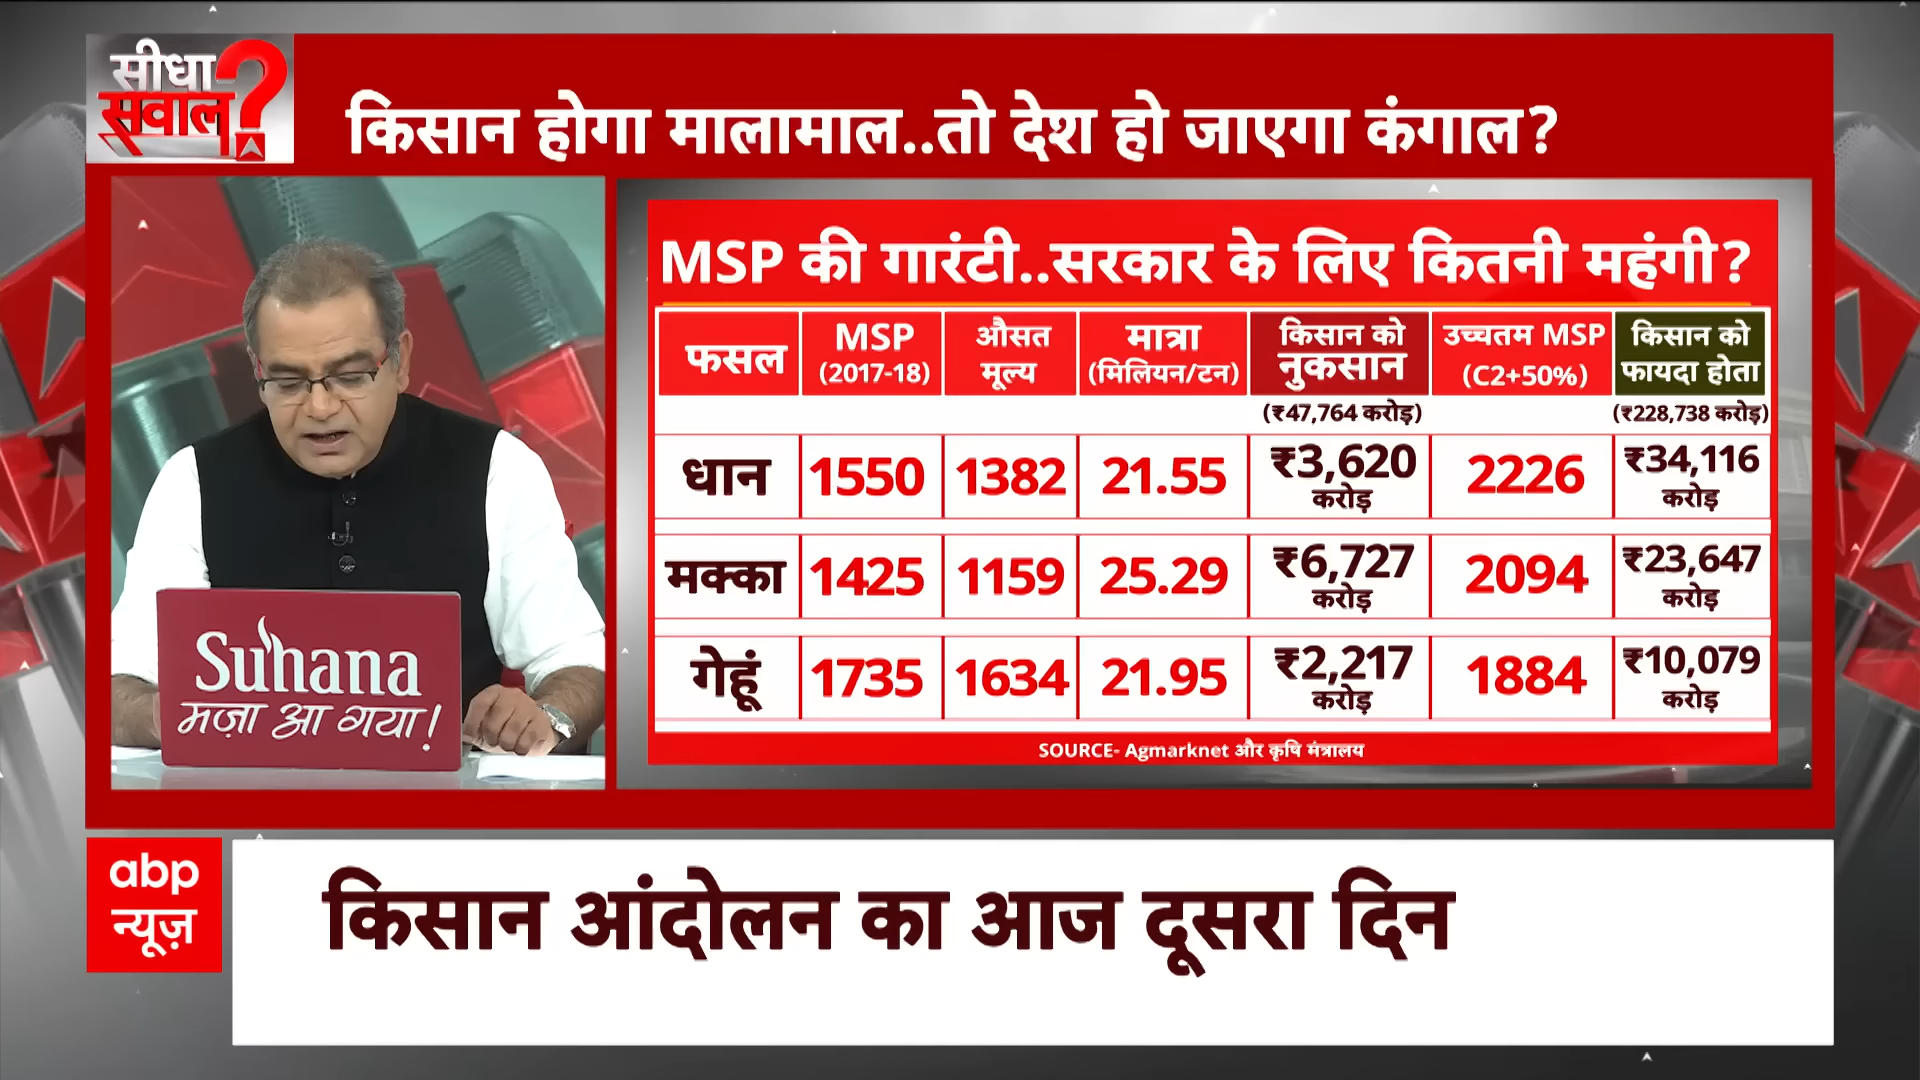 सीधा
सवाल?
किसान होगा मालामाल..तो देश हो जाएगा कंगाल?
MSP की गारंटी..सरकार के लिए कितनी महंगी?
फसल MSP (2017-18) औसत मूल्य मात्रा (मिलियन/टन) किसान को नुकसान उच्चतम MSP (C2+50%) किसान को फायदा होता
(₹47,764 करोड़) (₹228,738 करोड़)
धान 1550 1382 21.55 ₹3,620 करोड़ 2226 ₹34,116 करोड़
मक्का 1425 1159 25.29 ₹6,727 करोड़ 2094 ₹23,647 करोड़
गेहूं 1735 1634 21.95 ₹2,217 करोड़ 1884 ₹10,079 करोड़
SOURCE- Agmarknet और कृषि मंत्रालय
Suhana
मज़ा आ गया!
abp
न्यूज़
किसान आंदोलन का आज दूसरा दिन